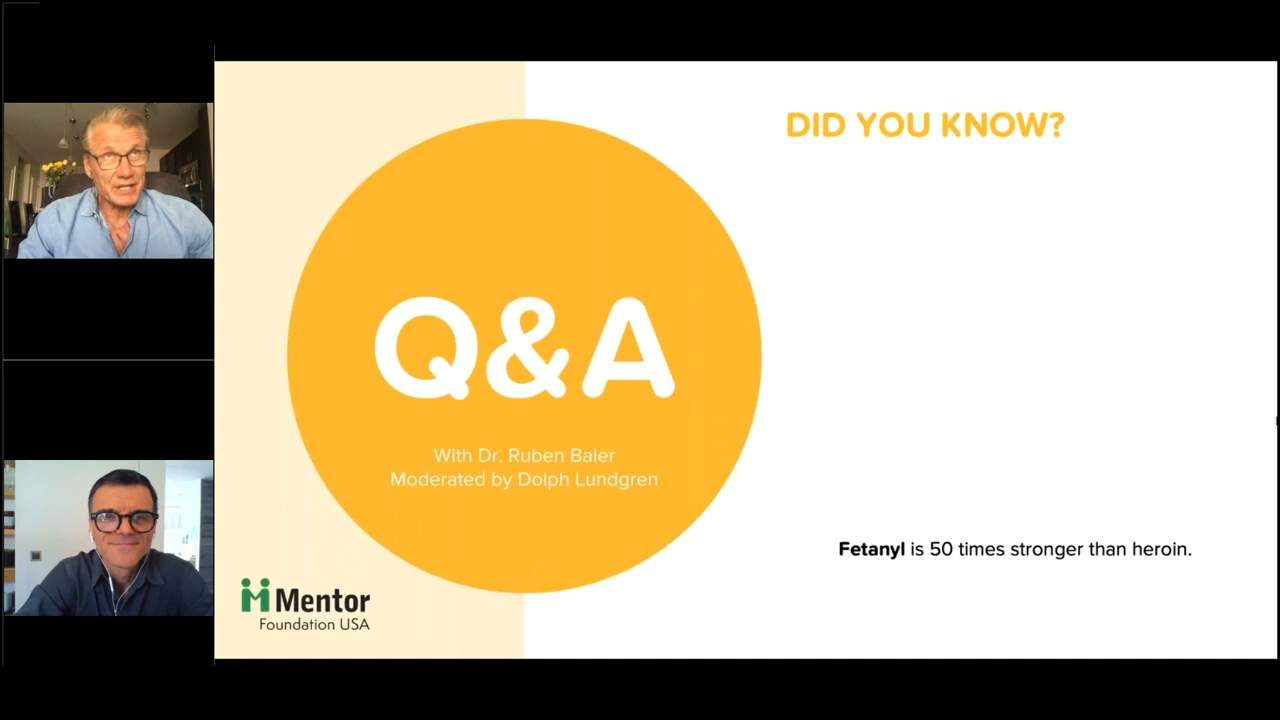 DID YOU KNOW?
Q&A
With Dr. Ruben Baler
Moderated by Dolph Lundgren
Fetanyl is 50 times stronger than heroin.
Mentor
Foundation USA